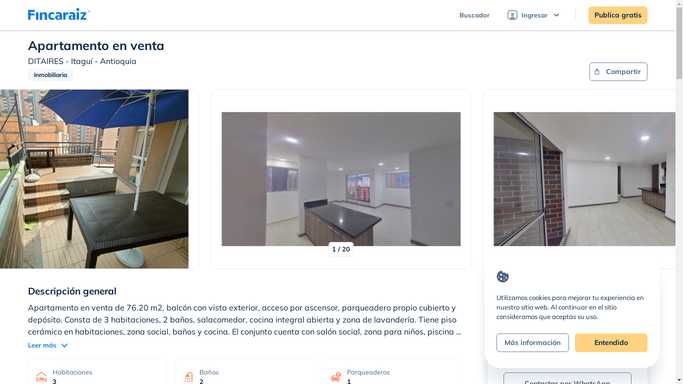 Fincaraiz
Buscador
Ingresar
Publica gratis
Apartamento en venta
DITAIRES - Itaguí - Antioquia
Inmobiliaria
Compartir
1 / 20
Descripción general
Apartamento en venta de 76.20 m2, balcón con vista exterior, acceso por ascensor, parqueadero propio cubierto y
depósito. Consta de 3 habitaciones, 2 baños, salacomedor, cocina integral abierta y zona de lavandería. Tiene piso
cerámico en habitaciones, zona social, baños y cocina. El conjunto cuenta con salón social, zona para niños, piscina ...
Leer más
Habitaciones
3
Baños
2
Parqueaderos
1
Utilizamos cookies para mejorar tu experiencia en
nuestro sitio web. Al continuar en el sitio
consideramos que aceptas su uso.
Más información
Entendido
Contactar por WhatsApp